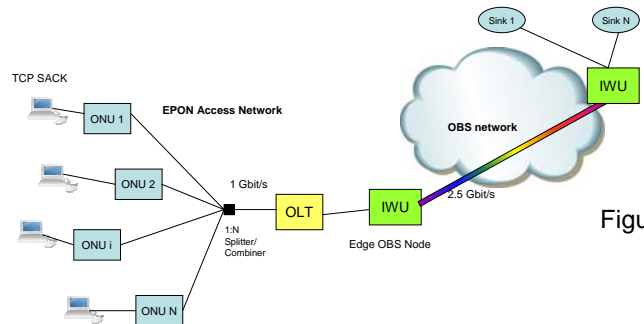 Sink 1
Sink N
TCP SACK
IWU
ONU 1
EPON Access Network
OBS network
ONU 2
1 Gbit/s
2.5 Gbit/s
OLT
IWU
Figu
ONU i
1:N
Splitter/
Combiner
Edge OBS Node
ONU N